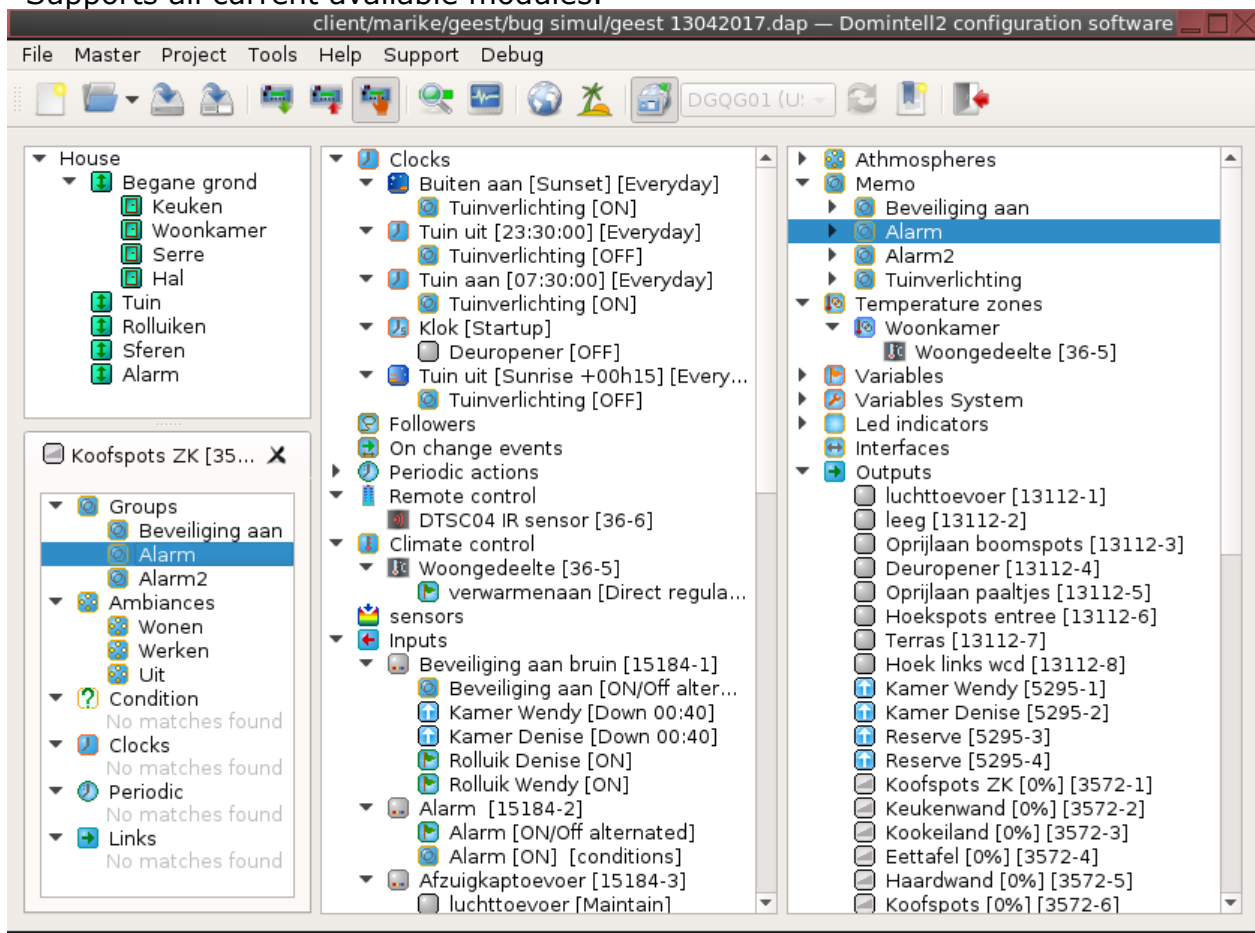 Supports all current available modules.
client/marike/geest/bug simul/geest 13042017.dap — Domintell2 configuration software
File Master Project Tools Help Support Debug
DGQG01 (U:
House
Begane grond
Keuken
Woonkamer
Serre
Hal
Tuin
Rolluiken
Sferen
Alarm
Koofspots ZK [35...
Groups
Beveiliging aan
Alarm
Alarm2
Ambiances
Wonen
Werken
Uit
Condition
No matches found
Clocks
No matches found
Periodic
No matches found
Links
No matches found
Clocks
Buiten aan [Sunset] [Everyday]
Tuinverlichting [ON]
Tuin uit [23:30:00] [Everyday]
Tuinverlichting [OFF]
Tuin aan [07:30:00] [Everyday]
Tuinverlichting [ON]
Klok [Startup]
Deuropener [OFF]
Tuin uit [Sunrise +00h15] [Every...
Tuinverlichting [OFF]
Followers
On change events
Periodic actions
Remote control
DTSC04 IR sensor [36-6]
Climate control
Woongedeelte [36-5]
verwarmenaan [Direct regula...
sensors
Inputs
Beveiliging aan bruin [15184-1]
Beveiliging aan [ON/Off alter...
Kamer Wendy [Down 00:40]
Kamer Denise [Down 00:40]
Rolluik Denise [ON]
Rolluik Wendy [ON]
Alarm [15184-2]
Alarm [ON/Off alternated]
Alarm [ON] [conditions]
Afzuigkaptoevoer [15184-3]
luchttoevoer [Maintain]
Athmospheres
Memo
Beveiliging aan
Alarm
Alarm2
Tuinverlichting
Temperature zones
Woonkamer
Woongedeelte [36-5]
Variables
Variables System
Led indicators
Interfaces
Outputs
luchttoevoer [13112-1]
leeg [13112-2]
Oprijlaan boomspots [13112-3]
Deuropener [13112-4]
Oprijlaan paaltjes [13112-5]
Hoekspots entree [13112-6]
Terras [13112-7]
Hoek links wcd [13112-8]
Kamer Wendy [5295-1]
Kamer Denise [5295-2]
Reserve [5295-3]
Reserve [5295-4]
Koofspots ZK [0%] [3572-1]
Keukenwand [0%] [3572-2]
Kookeiland [0%] [3572-3]
Eettafel [0%] [3572-4]
Haardwand [0%] [3572-5]
Koofspots [0%] [3572-6]